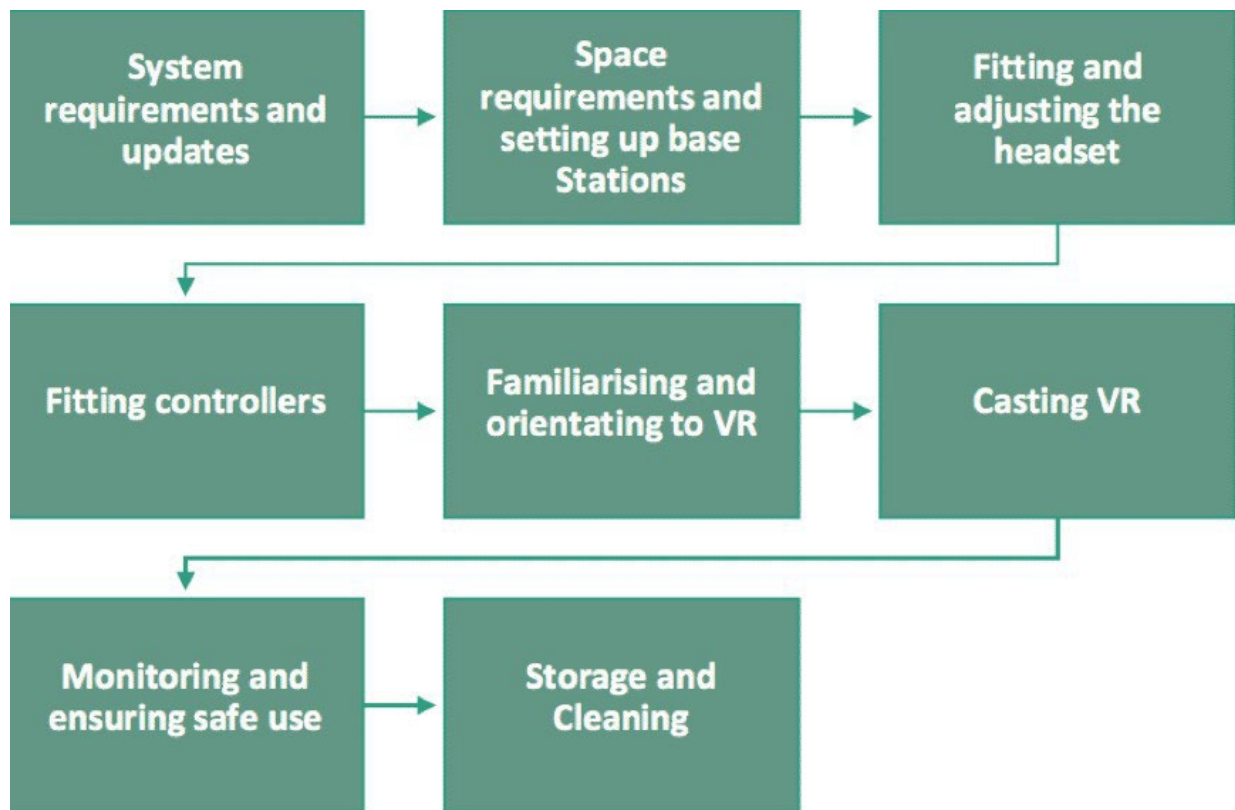 System
requirements and
updates
Space
requirements and
setting up base
Stations
Fitting and
adjusting the
headset
Fitting controllers
Familiarising and
orientating to VR
Casting VR
Monitoring and
ensuring safe use
Storage and
Cleaning